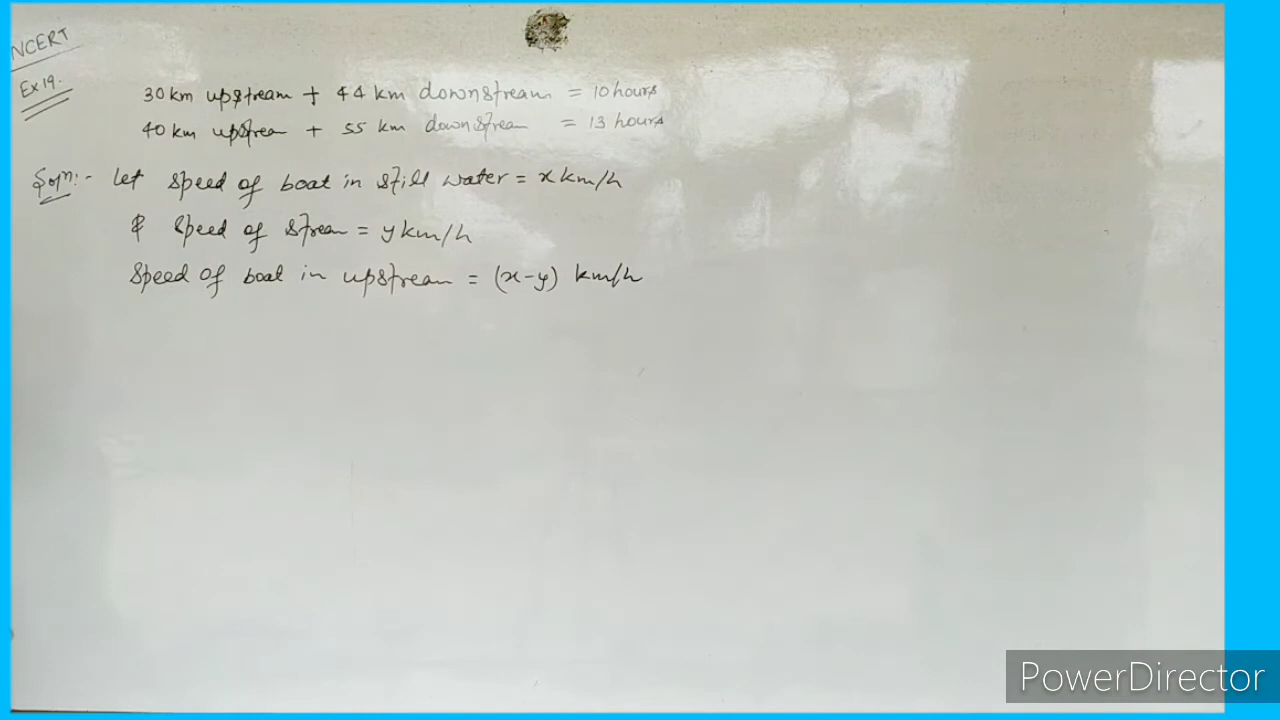 NCERT
Ex 19.
30 km upstream + 44 km downstream = 10 hours
40 km upstream + 55 km downstream = 13 hours
Soln:- Let speed of boat in still water = x km/h
& speed of stream = y km/h
Speed of boat in upstream = (x-y) km/h
PowerDirector